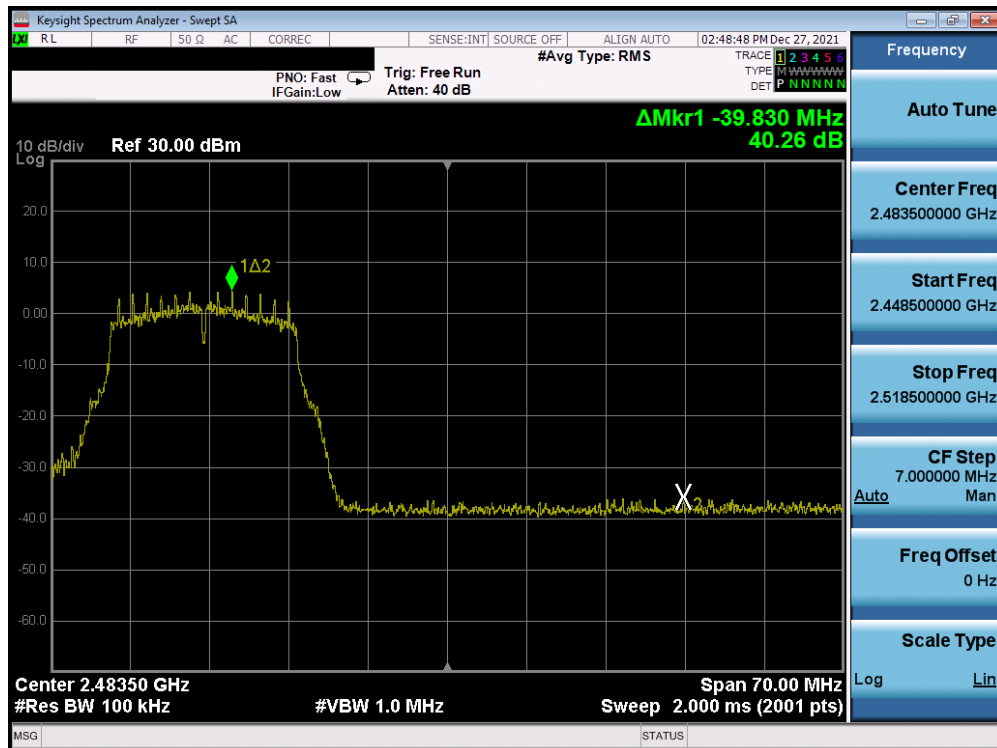 Keysight Spectrum Analyzer - Swept SA
LXI RL RF 50 Ω AC CORREC SENSE:INT SOURCE OFF ALIGN AUTO 02:48:48 PM Dec 27, 2021
PNO: Fast
IFGain:Low
Trig: Free Run
Atten: 40 dB
#Avg Type: RMS
TRACE 1 2 3 4 5 6
TYPE M W W W W W
DET P N N N N N
ΔMkr1 -39.830 MHz
40.26 dB
10 dB/div Ref 30.00 dBm
Log
20.0
10.0
1Δ2
0.00
-10.0
-20.0
-30.0
X2
-40.0
-50.0
-60.0
Center 2.48350 GHz Span 70.00 MHz
#Res BW 100 kHz #VBW 1.0 MHz Sweep 2.000 ms (2001 pts)
MSG STATUS
Frequency
Auto Tune
Center Freq
2.483500000 GHz
Start Freq
2.448500000 GHz
Stop Freq
2.518500000 GHz
CF Step
7.000000 MHz
Auto Man
Freq Offset
0 Hz
Scale Type
Log Lin